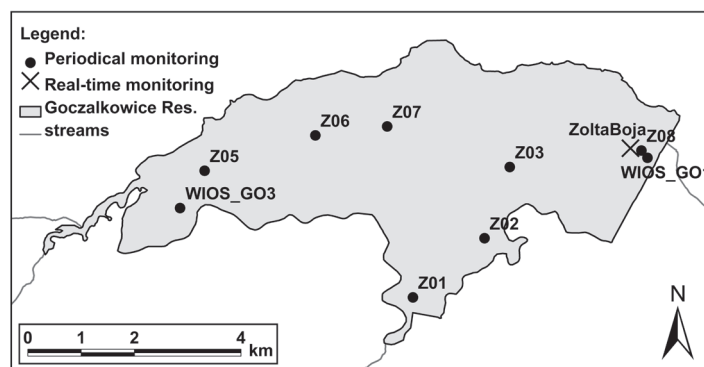 Legend:
Periodical monitoring
Real-time monitoring
Goczalkowice Res.
streams
Z07
Z06
ZoltaBoja
Z08
Z05
Z03
WIOS_GO1
WIOS_GO3
Z02
Z01
N
0 1 2 4
km